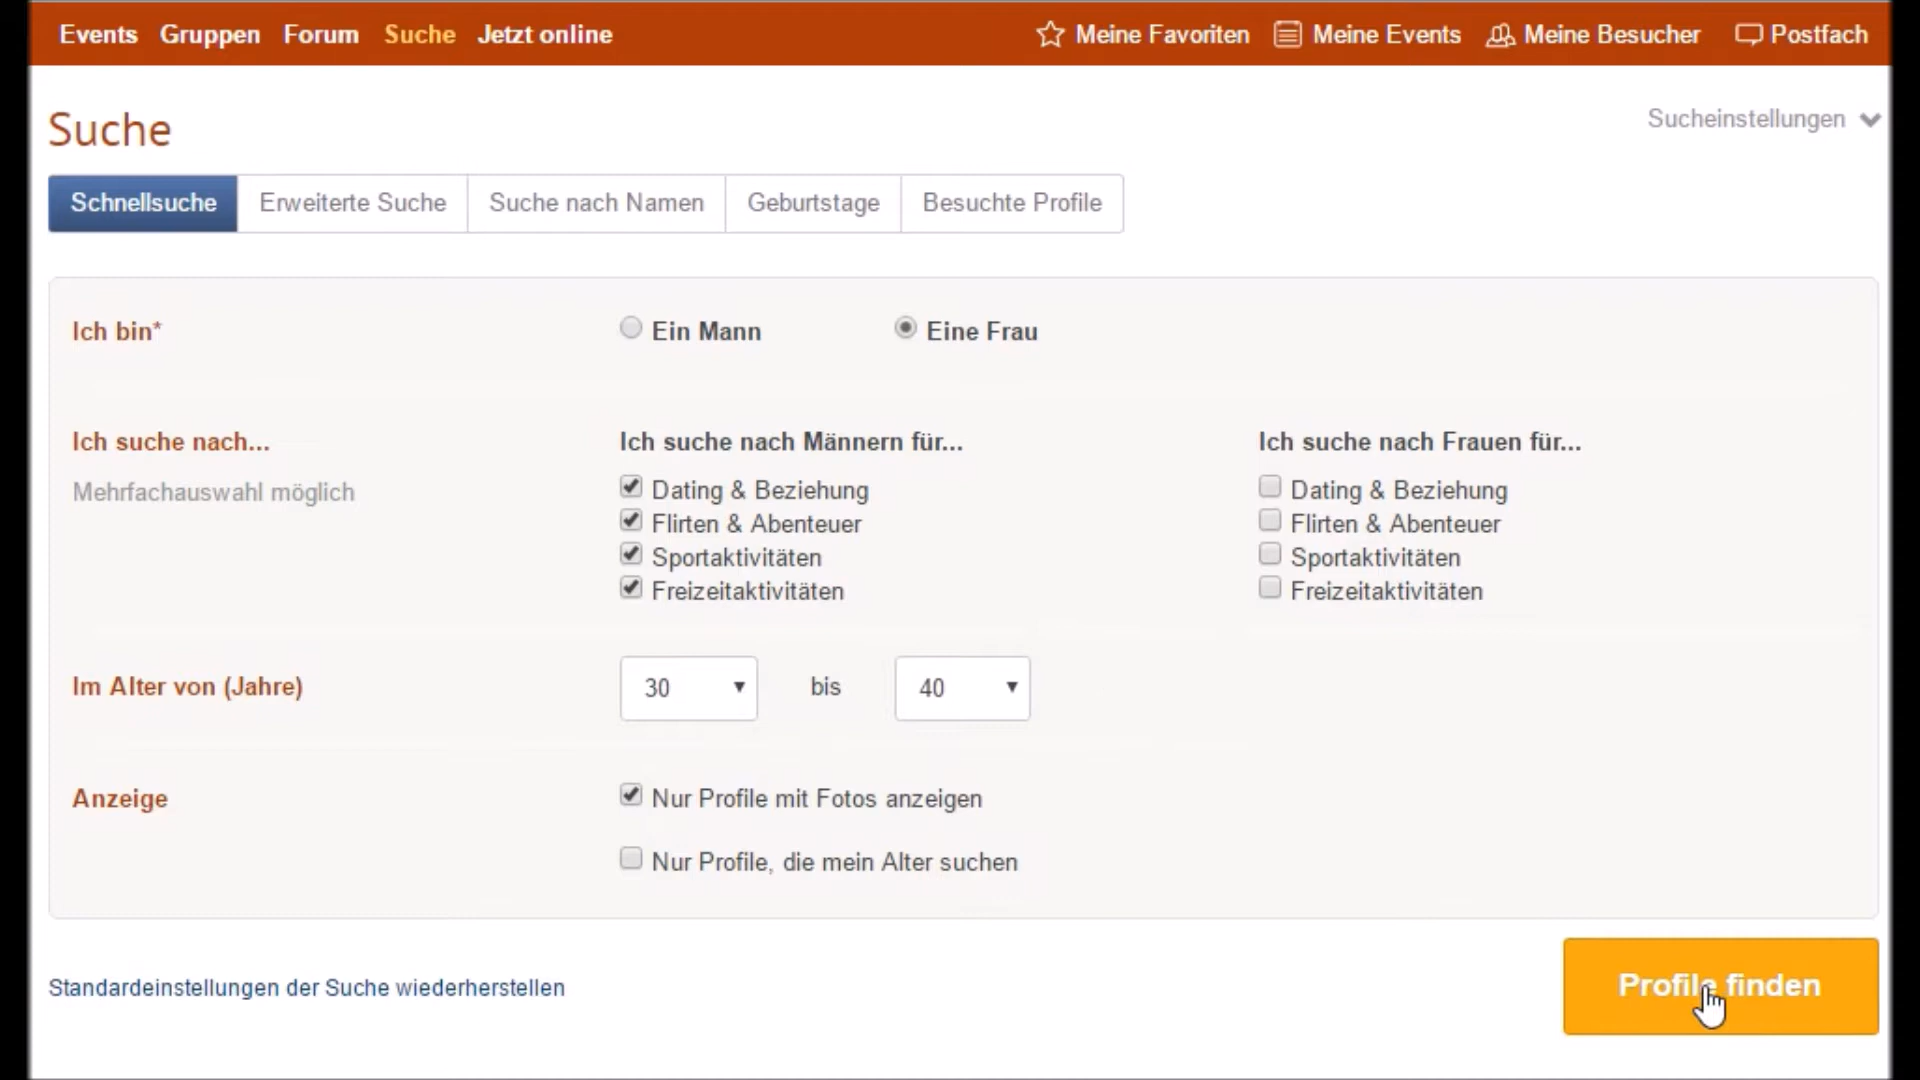 Events Gruppen Forum Suche Jetzt online Meine Favoriten Meine Events Meine Besucher Postfach
Suche Sucheinstellungen
Schnellsuche Erweiterte Suche Suche nach Namen Geburtstage Besuchte Profile
Ich bin* Ein Mann Eine Frau
Ich suche nach... Ich suche nach Männern für... Ich suche nach Frauen für...
Mehrfachauswahl möglich Dating & Beziehung Dating & Beziehung
Flirten & Abenteuer Flirten & Abenteuer
Sportaktivitäten Sportaktivitäten
Freizeitaktivitäten Freizeitaktivitäten
Im Alter von (Jahre) 30 bis 40
Anzeige Nur Profile mit Fotos anzeigen
Nur Profile, die mein Alter suchen
Standardeinstellungen der Suche wiederherstellen Profile finden